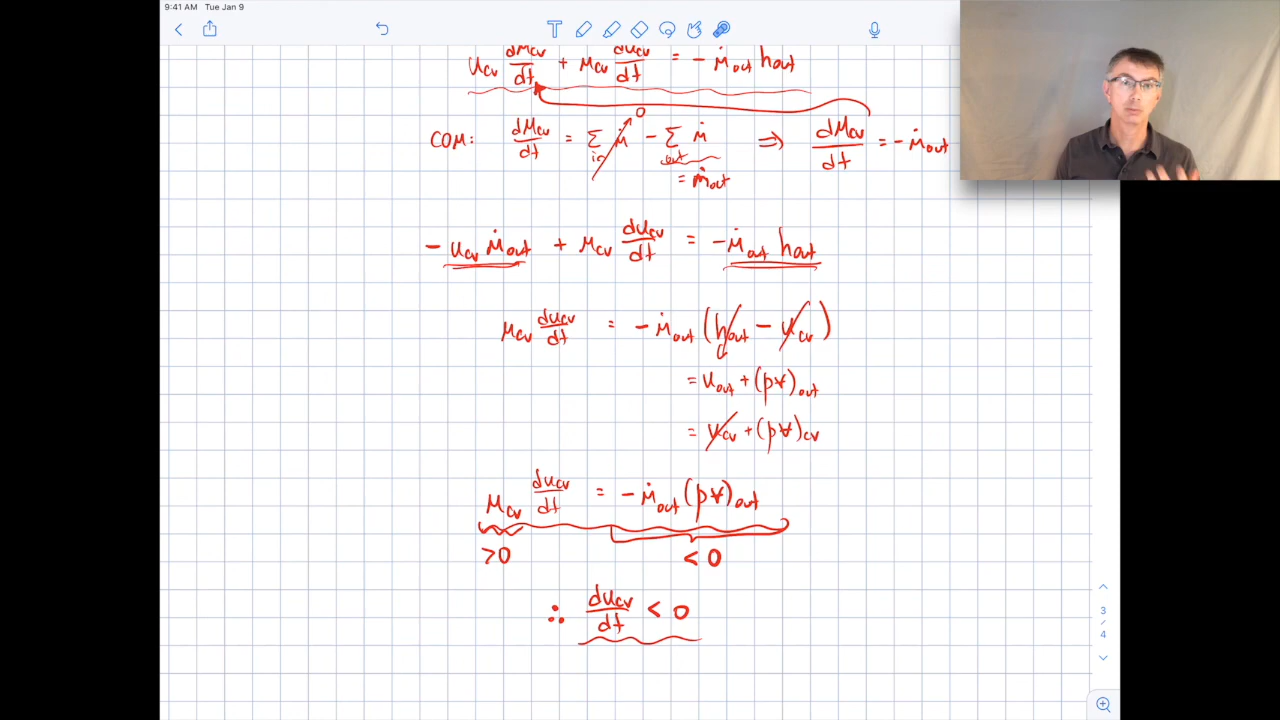 9:41 AM Tue Jan 9
u_cv dM_cv/dt + M_cv du_cv/dt = - ṁ_out h_out
COM: dM_cv/dt = Σ_in ṁ 0 - Σ_out ṁ ⇒ dM_cv/dt = - ṁ_out
= ṁ_out
- u_cv ṁ_out + M_cv du_cv/dt = - ṁ_out h_out
M_cv du_cv/dt = - ṁ_out (h_out - u_cv)
= u_out + (pv)_out
= u_cv + (pv)_cv
M_cv du_cv/dt = - ṁ_out (pv)_out
>0 < 0
∴ du_cv/dt < 0
3
/
4